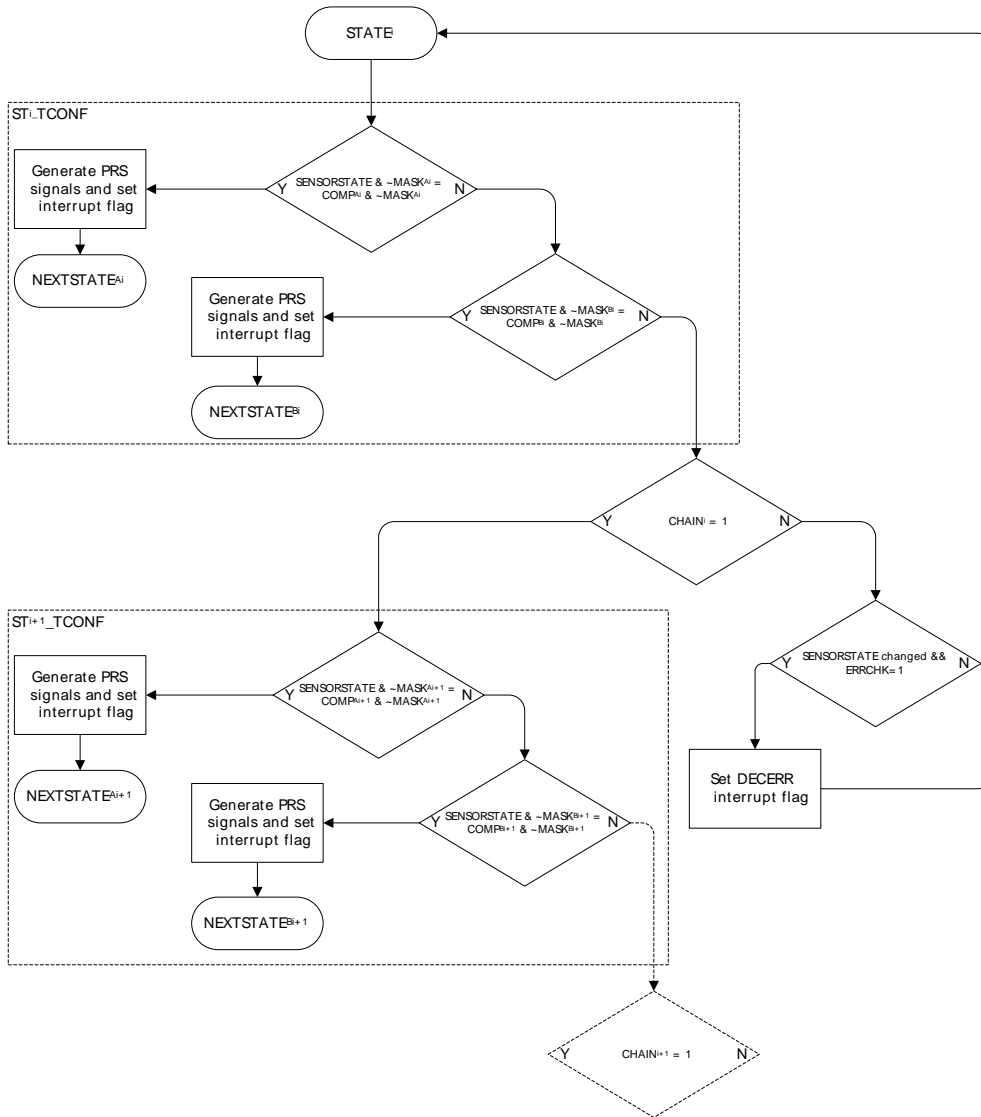 STATEi
STi_TCONF
Generate PRS
signals and set
interrupt flag
Y
SENSORSTATE & ~MASKAi =
COMPAi & ~MASKAi
N
NEXTSTATEAi
Generate PRS
signals and set
interrupt flag
Y
SENSORSTATE & ~MASKBi =
COMPBi & ~MASKBi
N
NEXTSTATEBi
Y
CHAINi = 1
N
STi+1_TCONF
Generate PRS
signals and set
interrupt flag
Y
SENSORSTATE & ~MASKAi+1 =
COMPAi+1 & ~MASKAi+1
N
Y
SENSORSTATE changed &&
ERRCHK= 1
N
NEXTSTATEAi+1
Set DECERR
interrupt flag
Generate PRS
signals and set
interrupt flag
Y
SENSORSTATE & ~MASKBi+1 =
COMPBi+1 & ~MASKBi+1
N
NEXTSTATEBi+1
Y
CHAINi+1 = 1
N